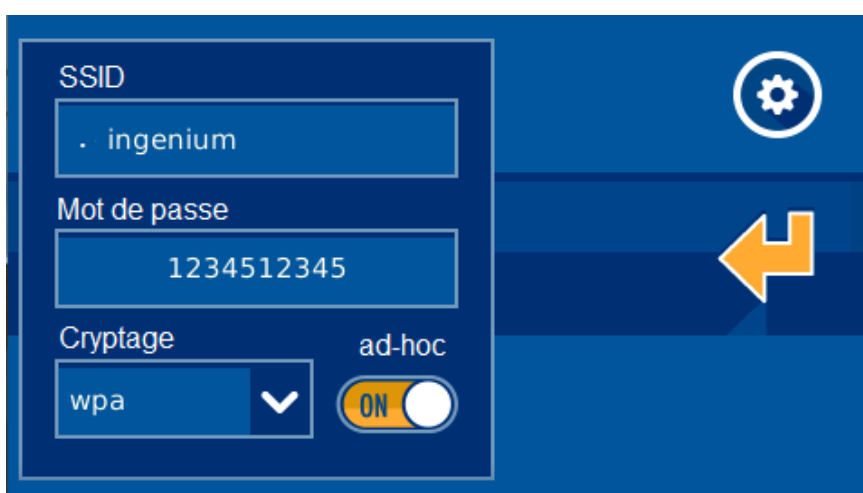 SSID
. ingenium
Mot de passe
1234512345
Cryptage
ad-hoc
wpa
ON